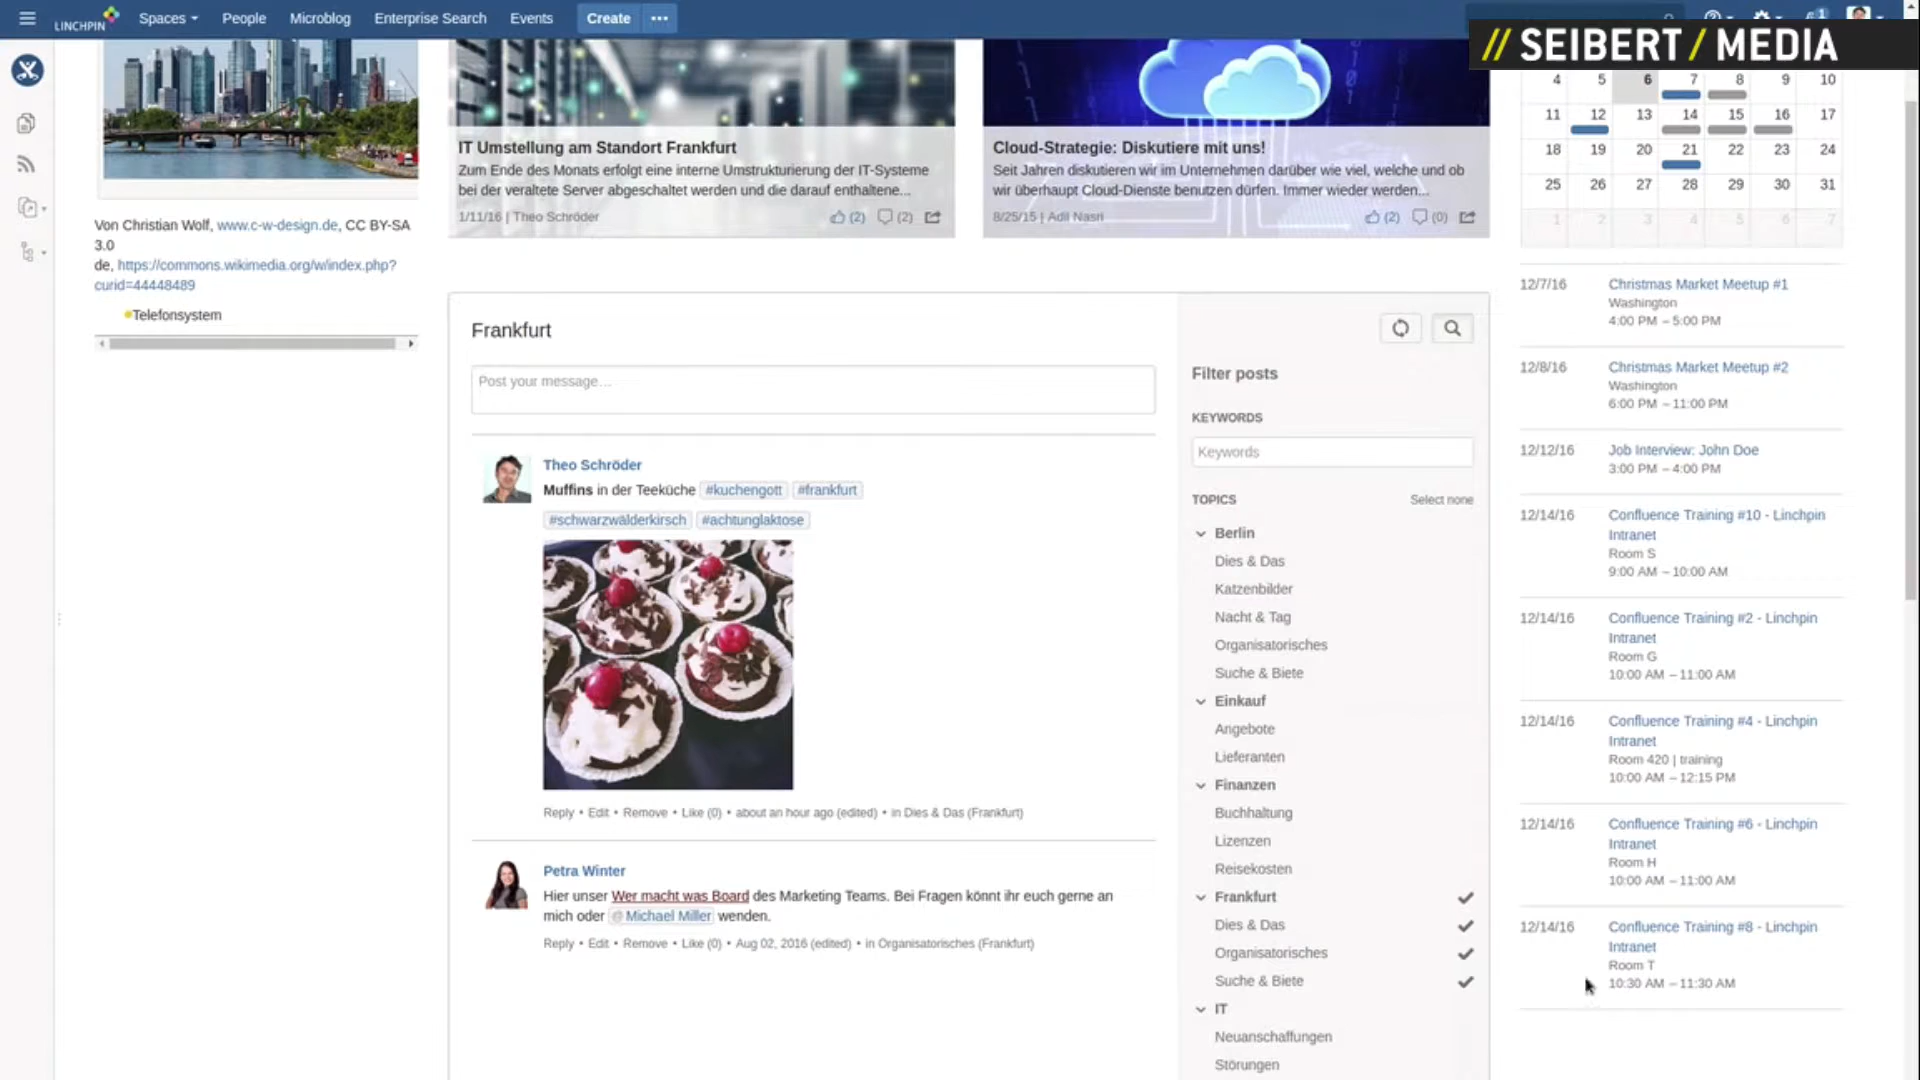 LINCHPIN
Spaces
People
Microblog
Enterprise Search
Events
Create
// SEIBERT / MEDIA
Von Christian Wolf, www.c-w-design.de, CC BY-SA
3.0
de, https://commons.wikimedia.org/w/index.php?
curid=44448489
Telefonsystem
IT Umstellung am Standort Frankfurt
Zum Ende des Monats erfolgt eine interne Umstrukturierung der IT-Systeme
bei der veraltete Server abgeschaltet werden und die darauf enthaltene...
1/11/16 | Theo Schröder
(2)
(2)
Cloud-Strategie: Diskutiere mit uns!
Seit Jahren diskutieren wir im Unternehmen darüber wie viel, welche und ob
wir überhaupt Cloud-Dienste benutzen dürfen. Immer wieder werden...
8/25/15 | Adil Nasri
(2)
(0)
Frankfurt
Post your message...
Theo Schröder
Muffins in der Teeküche #kuchengott #frankfurt
#schwarzwälderkirsch #achtunglaktose
Reply • Edit • Remove • Like (0) • about an hour ago (edited) • in Dies & Das (Frankfurt)
Petra Winter
Hier unser Wer macht was Board des Marketing Teams. Bei Fragen könnt ihr euch gerne an
mich oder @Michael Miller wenden.
Reply • Edit • Remove • Like (0) • Aug 02, 2016 (edited) • in Organisatorisches (Frankfurt)
Filter posts
KEYWORDS
Keywords
TOPICS Select none
Berlin
Dies & Das
Katzenbilder
Nacht & Tag
Organisatorisches
Suche & Biete
Einkauf
Angebote
Lieferanten
Finanzen
Buchhaltung
Lizenzen
Reisekosten
Frankfurt
Dies & Das
Organisatorisches
Suche & Biete
IT
Neuanschaffungen
Störungen
4 5 6 7 8 9 10
11 12 13 14 15 16 17
18 19 20 21 22 23 24
25 26 27 28 29 30 31
1 2 3 4 5 6 7
12/7/16 Christmas Market Meetup #1
Washington
4:00 PM – 5:00 PM
12/8/16 Christmas Market Meetup #2
Washington
6:00 PM – 11:00 PM
12/12/16 Job Interview: John Doe
3:00 PM – 4:00 PM
12/14/16 Confluence Training #10 - Linchpin
Intranet
Room S
9:00 AM – 10:00 AM
12/14/16 Confluence Training #2 - Linchpin
Intranet
Room G
10:00 AM – 11:00 AM
12/14/16 Confluence Training #4 - Linchpin
Intranet
Room 420 | training
10:00 AM – 12:15 PM
12/14/16 Confluence Training #6 - Linchpin
Intranet
Room H
10:00 AM – 11:00 AM
12/14/16 Confluence Training #8 - Linchpin
Intranet
Room T
10:30 AM – 11:30 AM